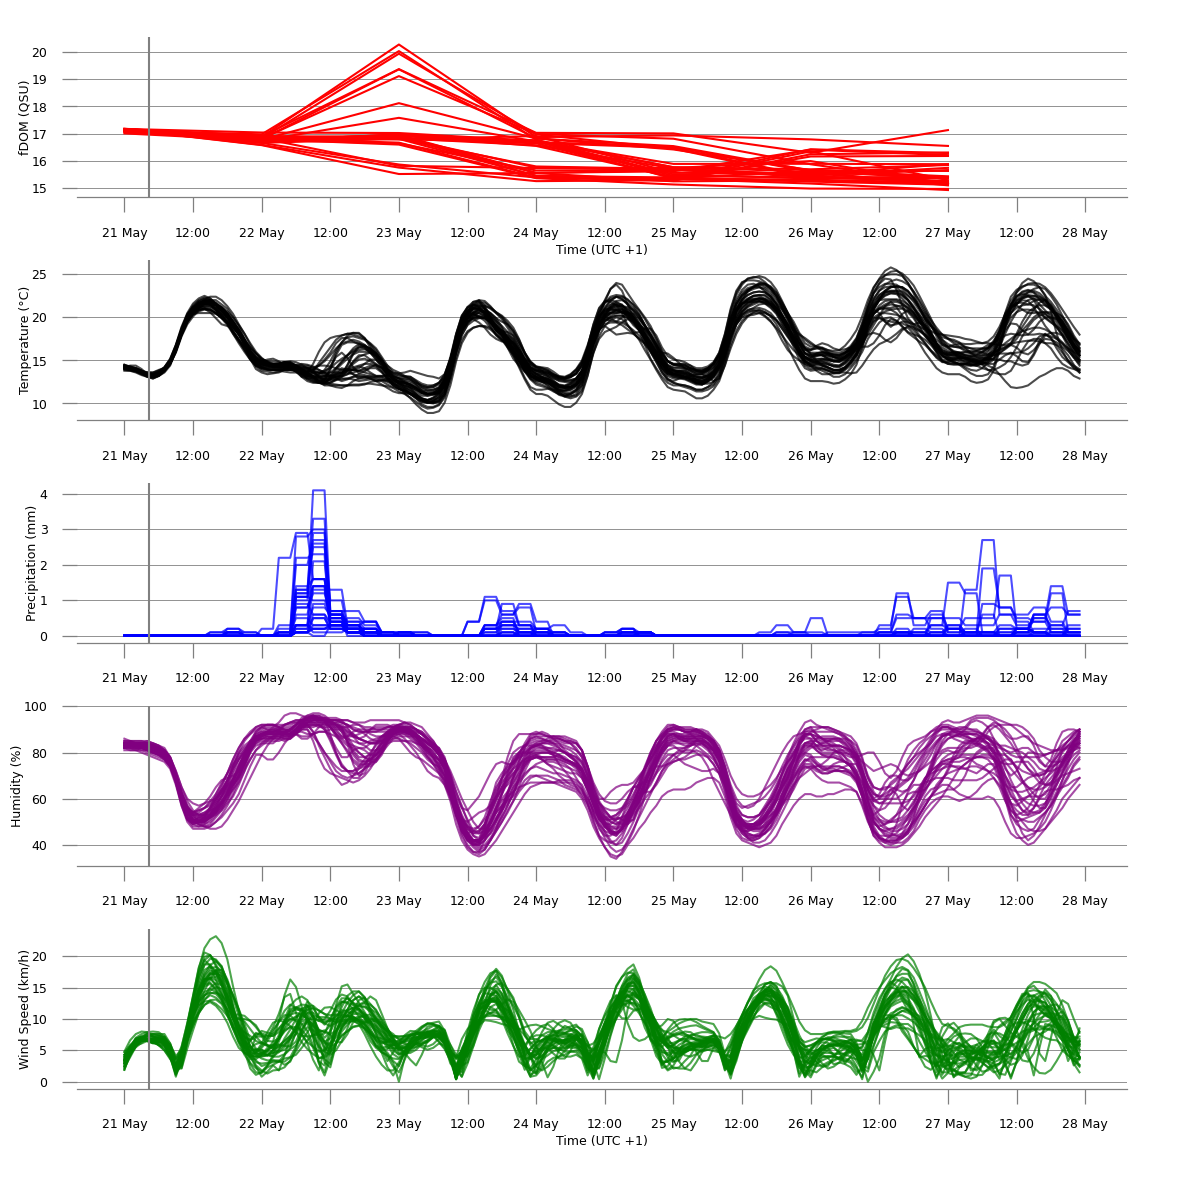 fDOM (QSU)
20
19
18
17
16
15
21 May 12:00 22 May 12:00 23 May 12:00 24 May 12:00 25 May 12:00 26 May 12:00 27 May 12:00 28 May
Time (UTC +1)
Temperature (°C)
25
20
15
10
21 May 12:00 22 May 12:00 23 May 12:00 24 May 12:00 25 May 12:00 26 May 12:00 27 May 12:00 28 May
Precipitation (mm)
4
3
2
1
0
21 May 12:00 22 May 12:00 23 May 12:00 24 May 12:00 25 May 12:00 26 May 12:00 27 May 12:00 28 May
Humidity (%)
100
80
60
40
21 May 12:00 22 May 12:00 23 May 12:00 24 May 12:00 25 May 12:00 26 May 12:00 27 May 12:00 28 May
Wind Speed (km/h)
20
15
10
5
0
21 May 12:00 22 May 12:00 23 May 12:00 24 May 12:00 25 May 12:00 26 May 12:00 27 May 12:00 28 May
Time (UTC +1)